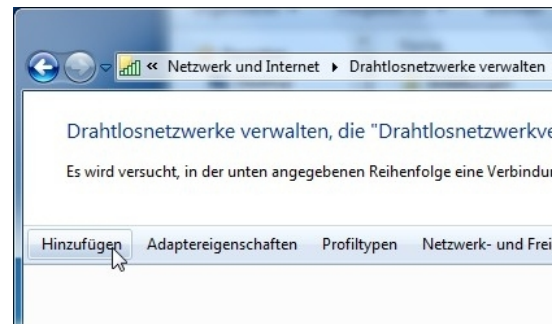 « Netzwerk und Internet ▸ Drahtlosnetzwerke verwalten
Drahtlosnetzwerke verwalten, die "Drahtlosnetzwerkve
Es wird versucht, in der unten angegebenen Reihenfolge eine Verbindu
Hinzufügen Adaptereigenschaften Profiltypen Netzwerk- und Frei